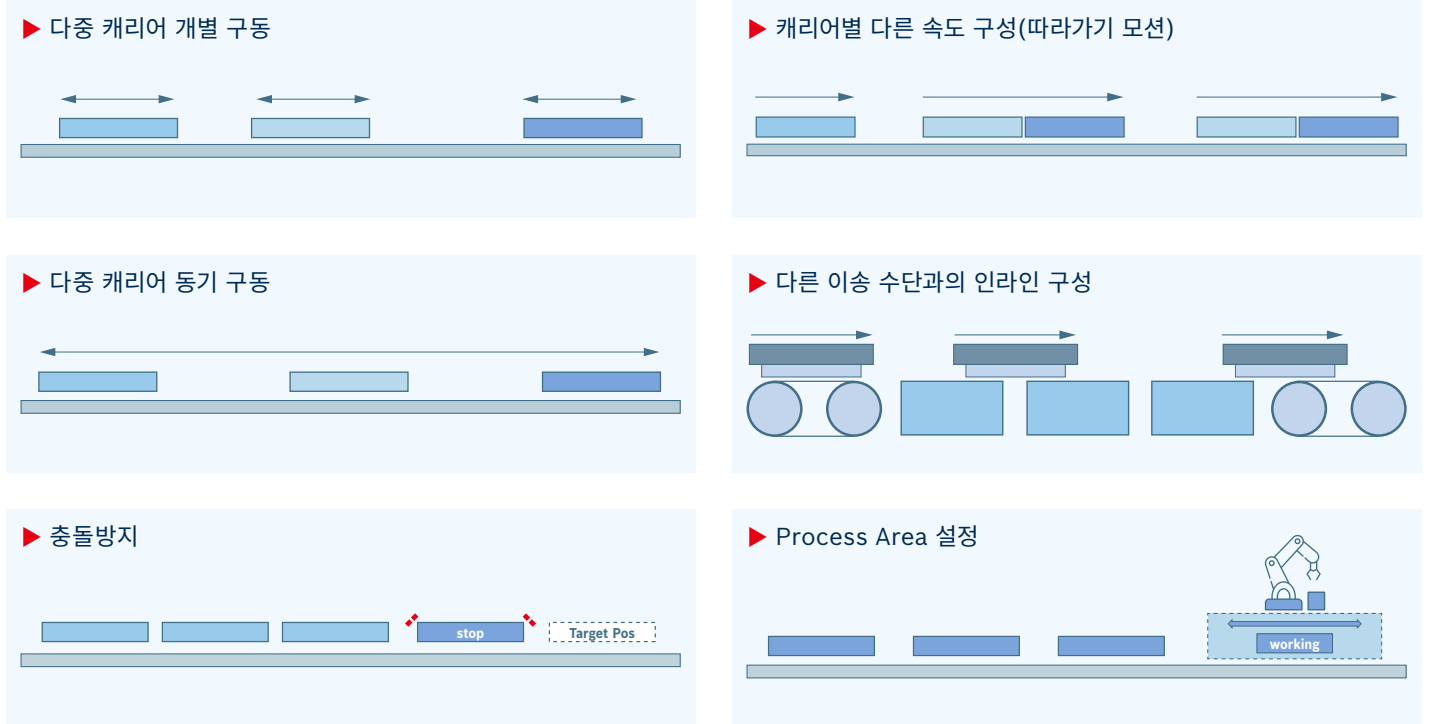 다중 캐리어 개별 구동
캐리어별 다른 속도 구성(따라가기 모션)
다중 캐리어 동기 구동
다른 이송 수단과의 인라인 구성
충돌방지
stop
Target Pos
Process Area 설정
working